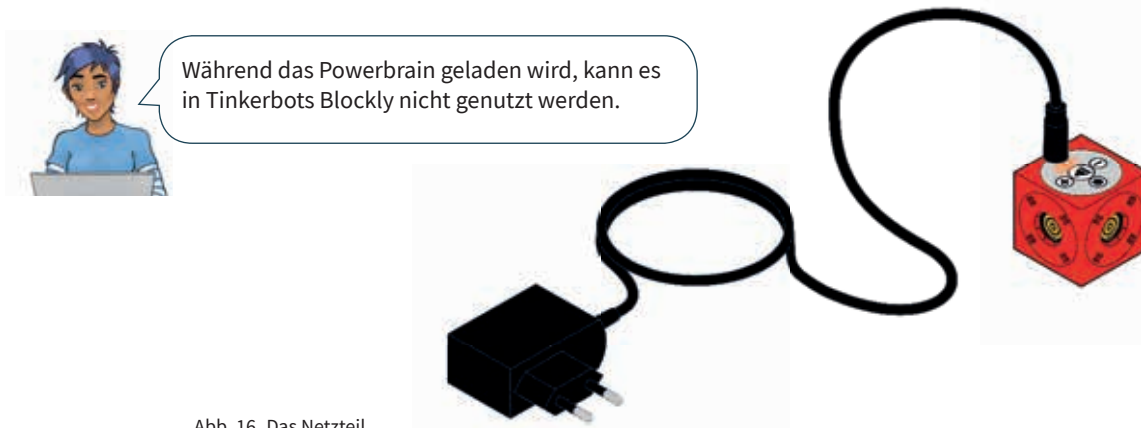 Während das Powerbrain geladen wird, kann es
in Tinkerbots Blockly nicht genutzt werden.
Abb. 16 Das Netzteil